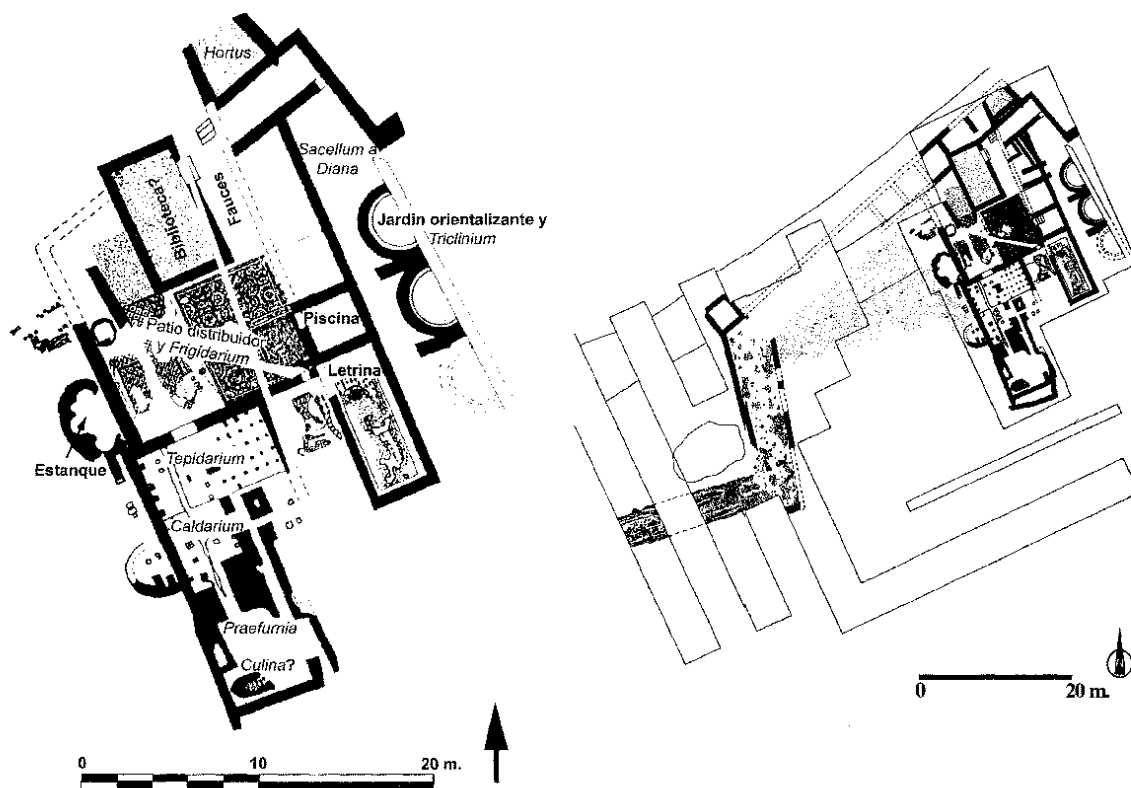 Hortus
Sacellum a
Diana
Biblioteca?
Fauces
Jardín orientalizante y
Triclinium
Piscina
Patio distribuidor
y Frigidarium
Letrina
Estanque
Tepidarium
Caldarium
Praefurnia
Culina?
0 10 20 m.
0 20 m.